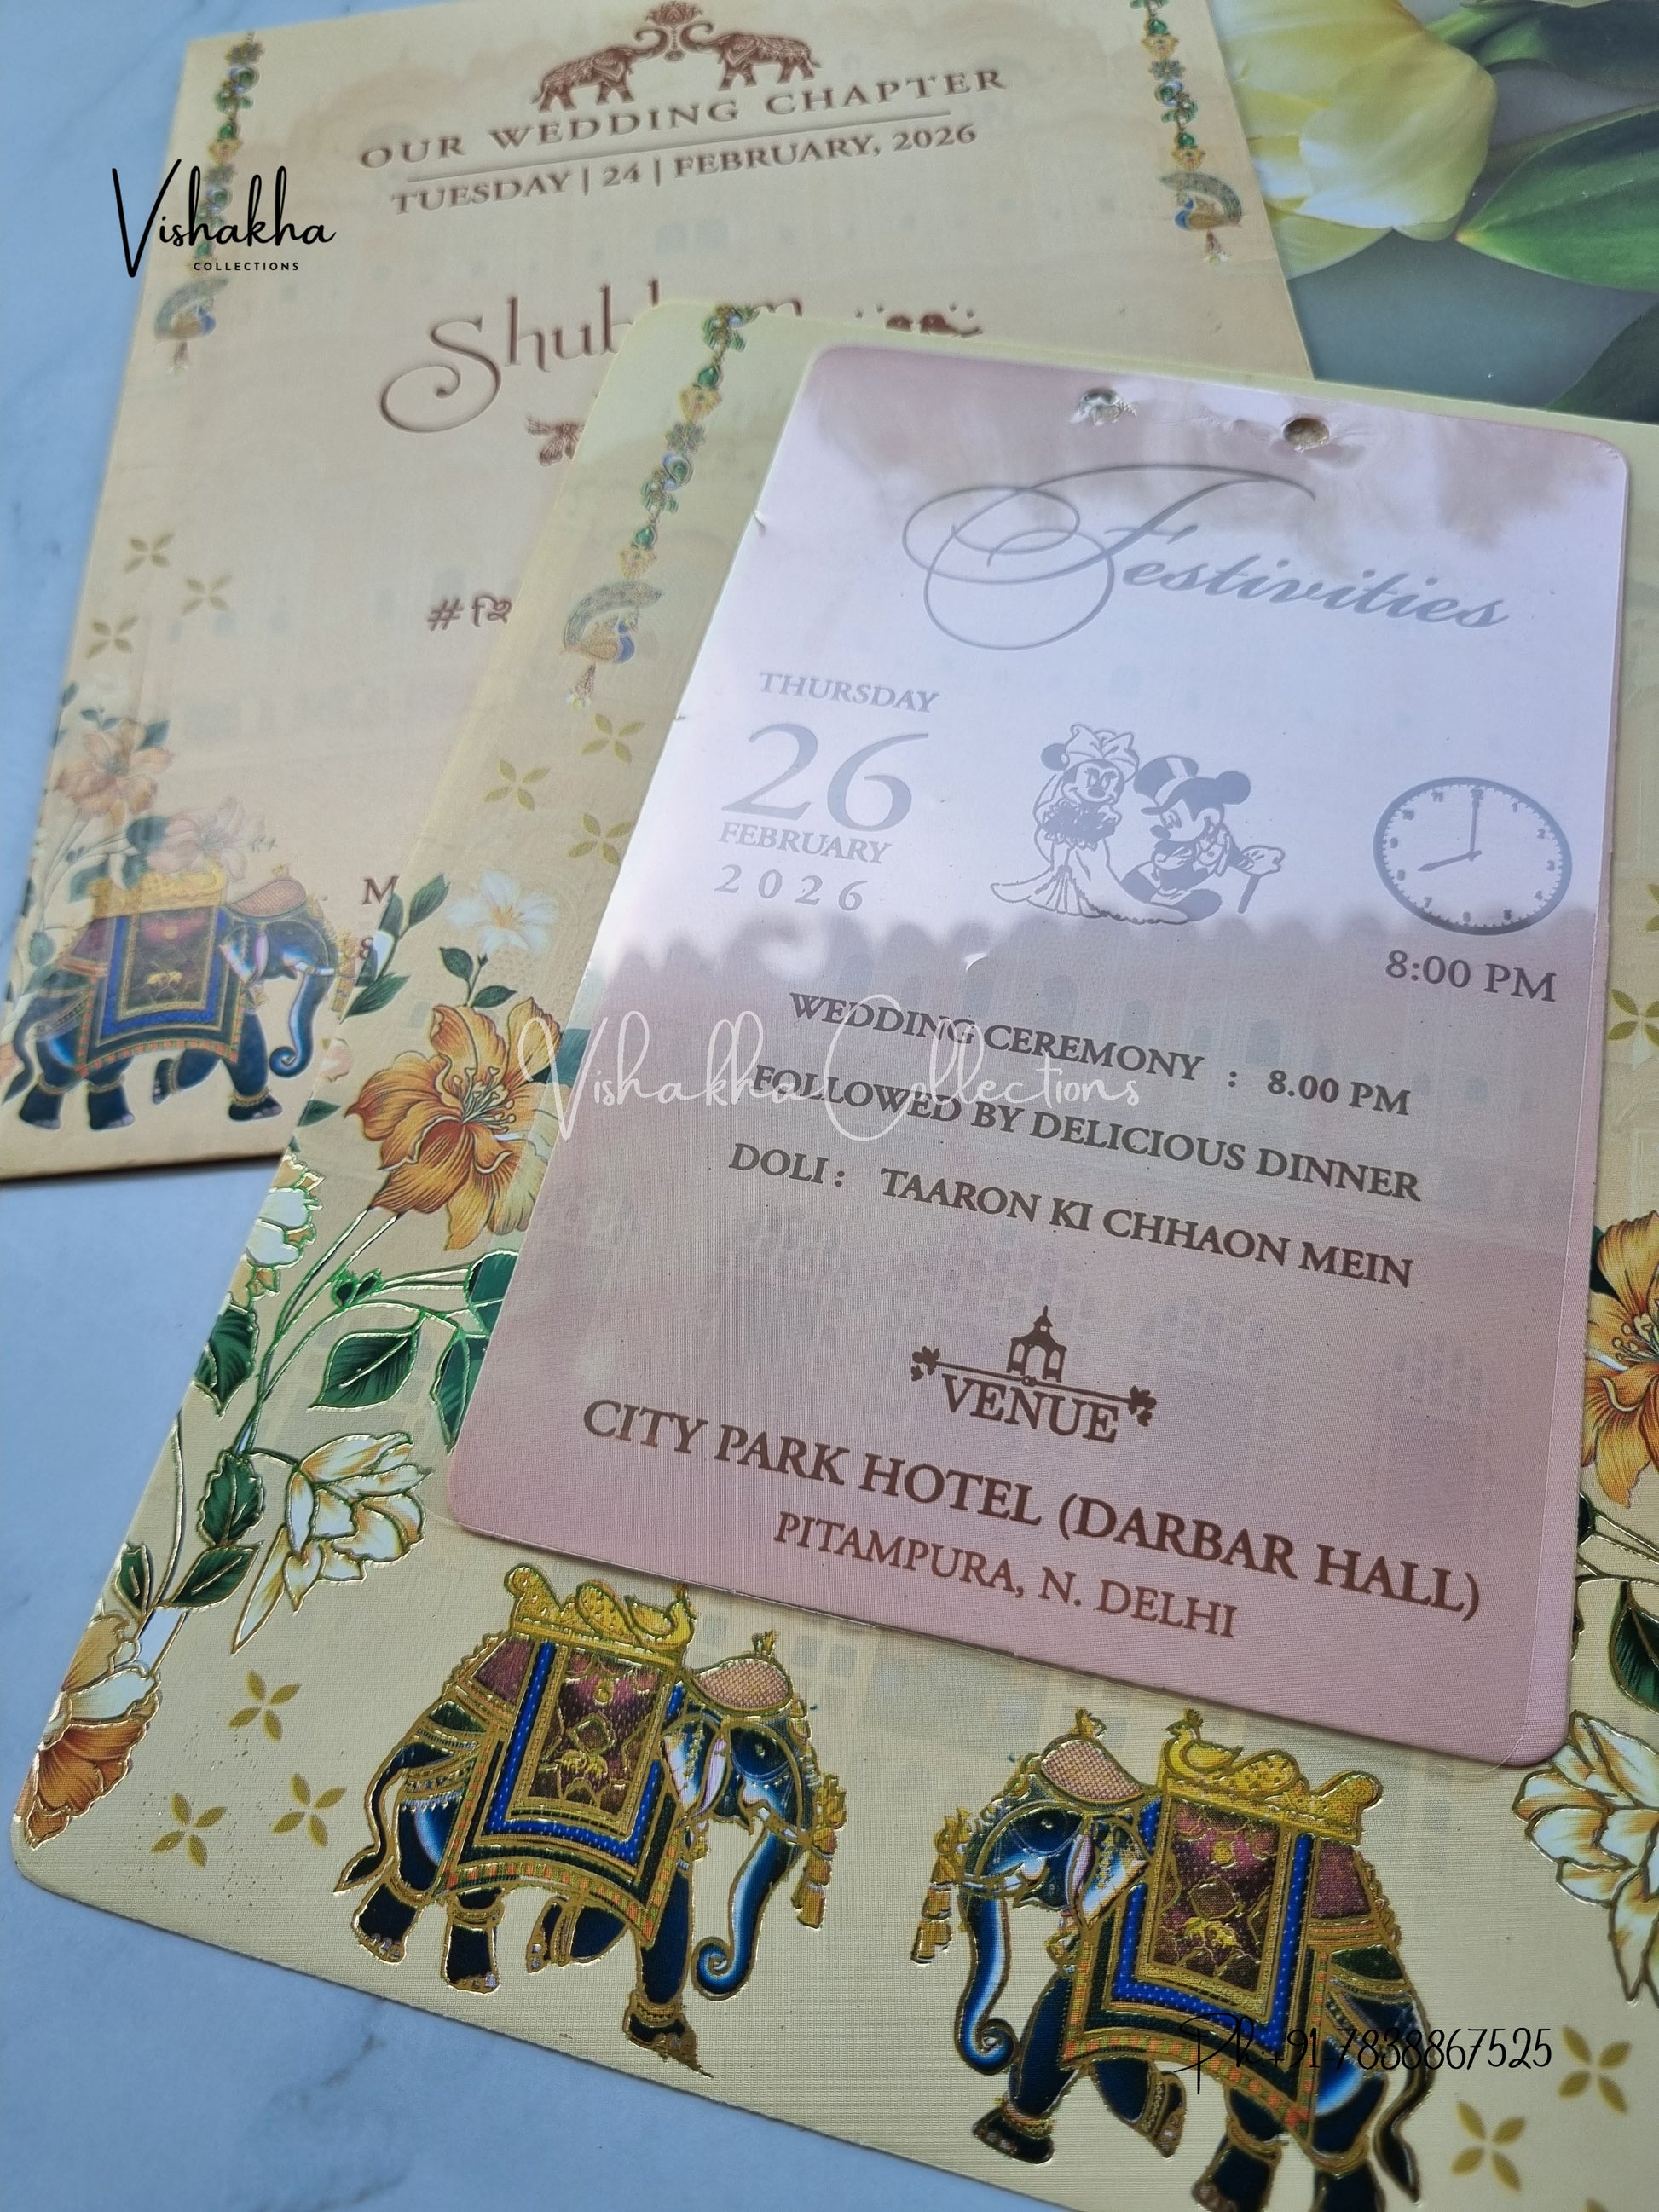 OUR WEDDING CHAPTER
TUESDAY | 24 | FEBRUARY, 2026
Vishakha
COLLECTIONS
Festivities
THURSDAY
26
FEBRUARY
2026
8:00 PM
WEDDING CEREMONY : 8.00 PM
FOLLOWED BY DELICIOUS DINNER
DOLI : TAARON KI CHHAON MEIN
Vishakha Collections
VENUE
CITY PARK HOTEL (DARBAR HALL)
PITAMPURA, N. DELHI
Ph:+91-7838867525